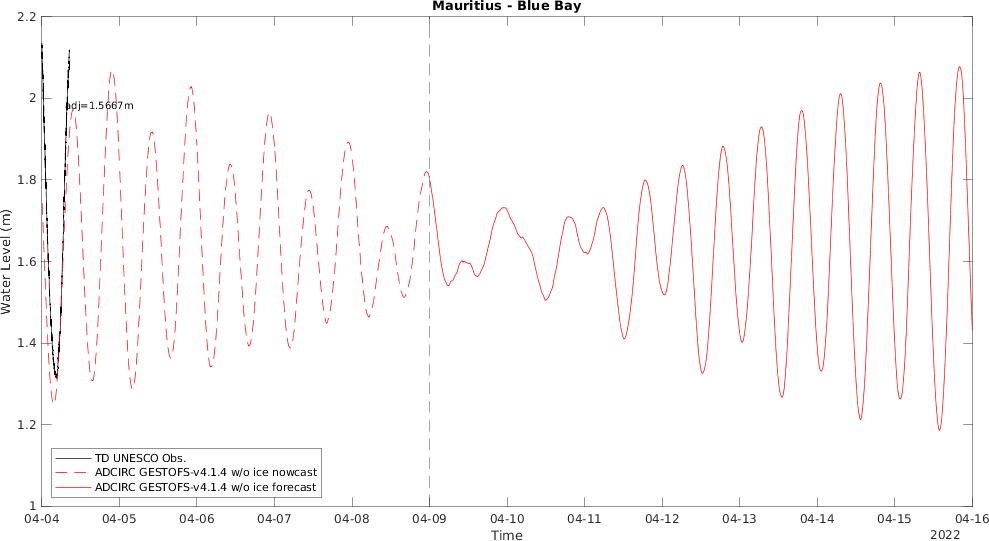 Mauritius - Blue Bay
2.2
2
1.8
1.6
1.4
1.2
1
Water Level (m)
adj=1.5667m
TD UNESCO Obs.
ADCIRC GESTOFS-v4.1.4 w/o ice nowcast
ADCIRC GESTOFS-v4.1.4 w/o ice forecast
04-04 04-05 04-06 04-07 04-08 04-09 04-10 04-11 04-12 04-13 04-14 04-15 04-16
Time
2022